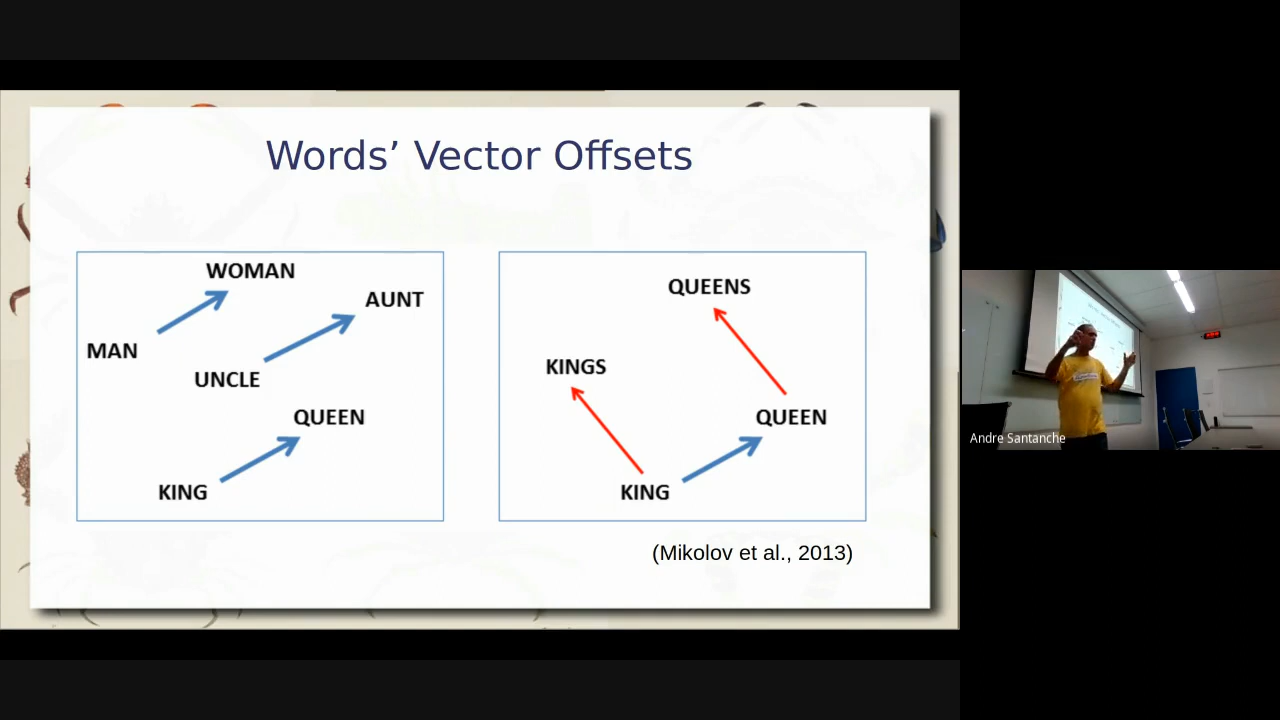 Words’ Vector Offsets
WOMAN
AUNT
MAN
UNCLE
QUEEN
KING
QUEENS
KINGS
QUEEN
KING
(Mikolov et al., 2013)
Andre Santanche